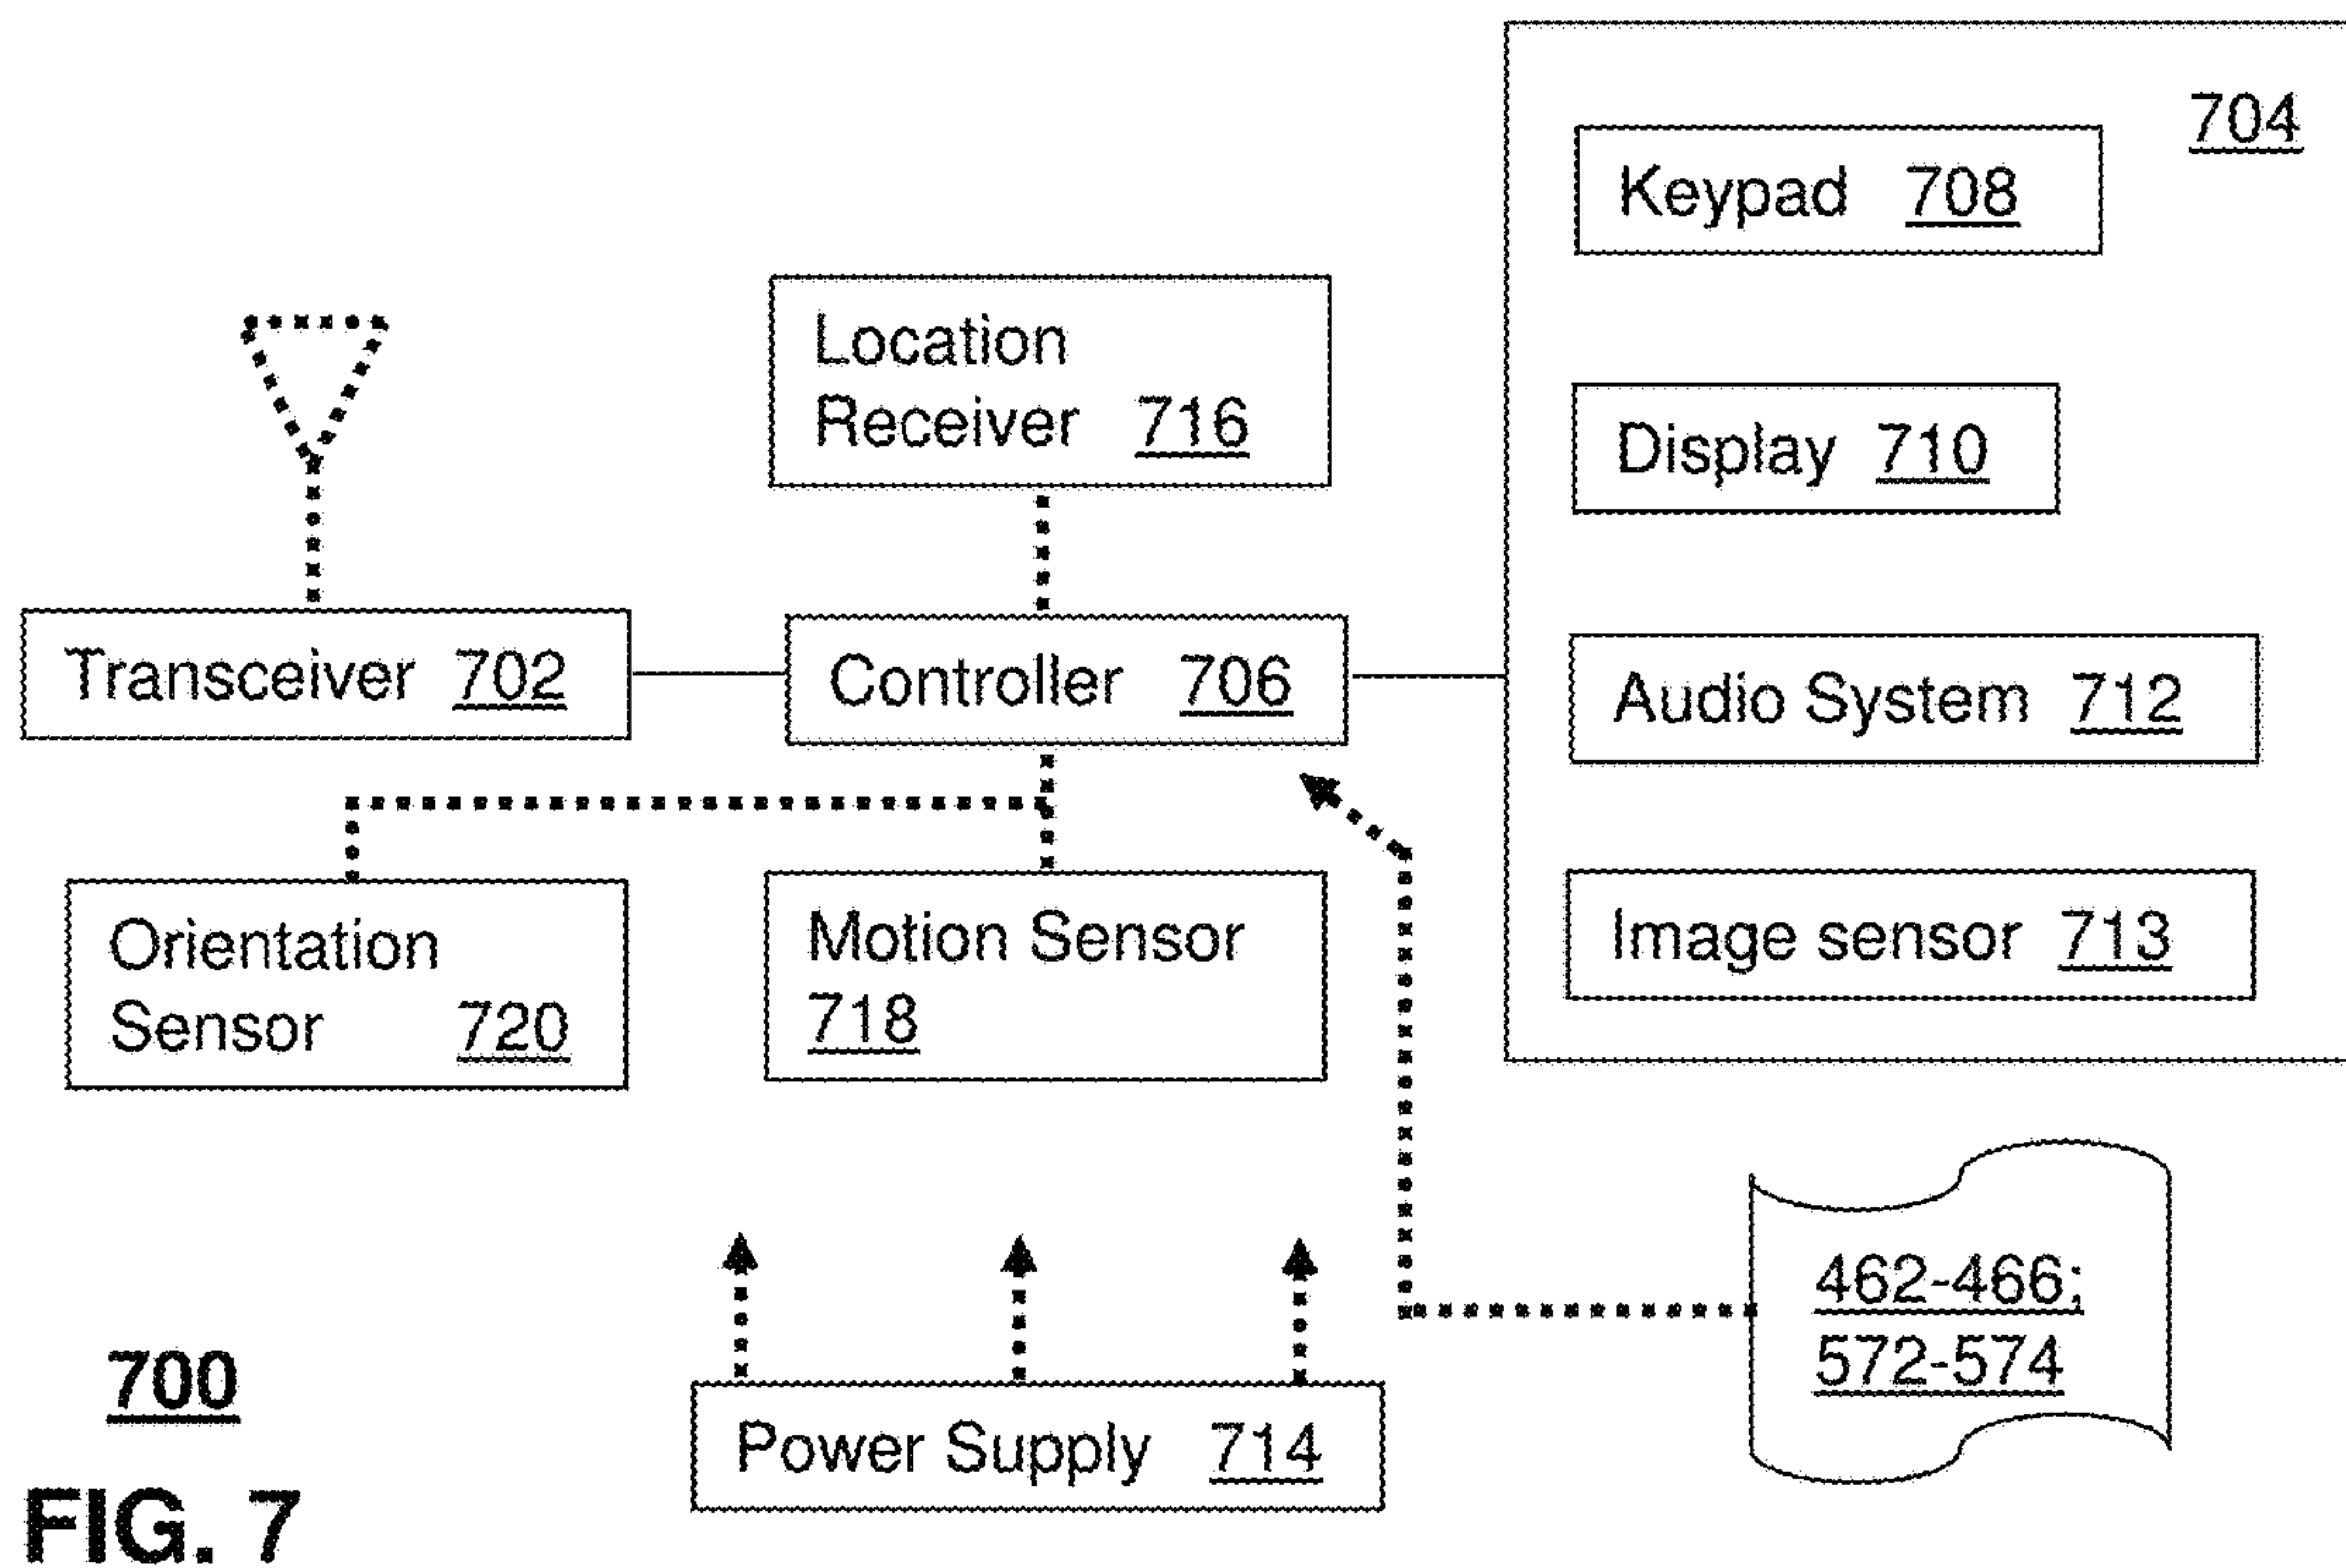 704
Keypad 708
Location
Receiver 716
Display 710
Transceiver 702
Controller 706
Audio System 712
Orientation
Sensor 720
Motion Sensor
718
Image sensor 713
462-466;
572-574
700
Power Supply 714
FIG. 7